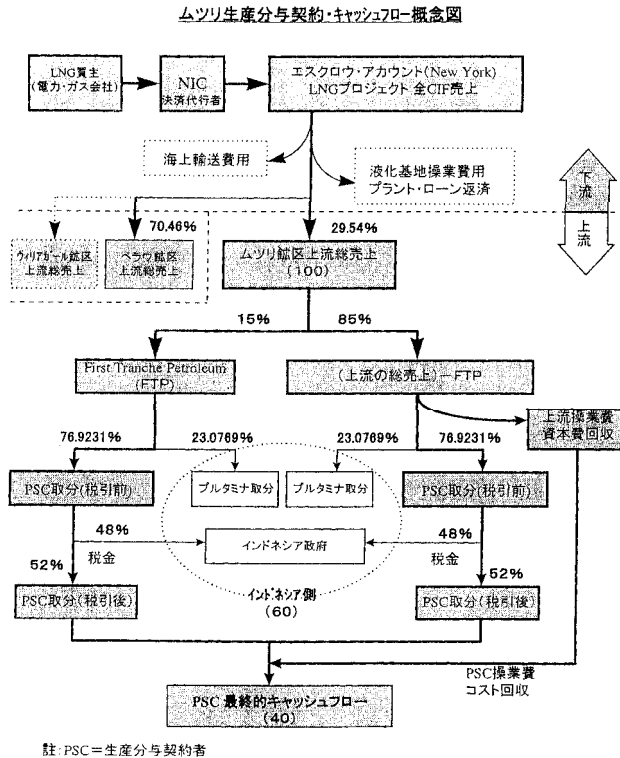 ムツリ生産分与契約・キャッシュフロー概念図
LNG買主
(電力・ガス会社)
NIC
決済代行者
エスクロウ・アカウント(New York)
LNGプロジェクト 全CIF売上
海上輸送費用
液化基地操業費用
プラント・ローン返済
下流
上流
70.46%
29.54%
ウィリアガール鉱区
上流総売上
ベラウ鉱区
上流総売上
ムツリ鉱区上流総売上
(100)
15%
85%
First Tranche Petroleum
(FTP)
(上流の総売上)－FTP
上流操業費
資本費回収
76.9231%
23.0769%
23.0769%
76.9231%
PSC取分(税引前)
プルタミナ取分
プルタミナ取分
PSC取分(税引前)
48%
税金
インドネシア政府
48%
税金
52%
52%
PSC取分(税引後)
インドネシア側
(60)
PSC取分(税引後)
PSC操業費
コスト回収
PSC 最終的キャッシュフロー
(40)
註:PSC＝生産分与契約者